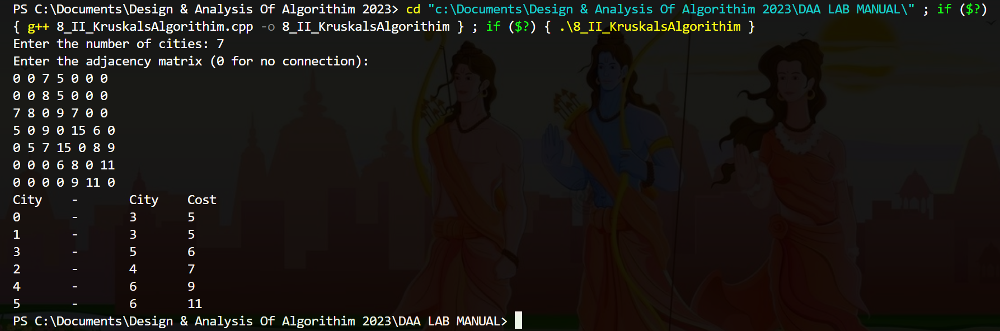 PS C:\Documents\Design & Analysis Of Algorithim 2023> cd "c:\Documents\Design & Analysis Of Algorithim 2023\DAA LAB MANUAL\" ; if ($?)
{ g++ 8_II_KruskalsAlgorithim.cpp -o 8_II_KruskalsAlgorithim } ; if ($?) { .\8_II_KruskalsAlgorithim }
Enter the number of cities: 7
Enter the adjacency matrix (0 for no connection):
0 0 7 5 0 0 0
0 0 8 5 0 0 0
7 8 0 9 7 0 0
5 0 9 0 15 6 0
0 5 7 15 0 8 9
0 0 0 6 8 0 11
0 0 0 0 9 11 0
City - City Cost
0 - 3 5
1 - 3 5
3 - 5 6
2 - 4 7
4 - 6 9
5 - 6 11
PS C:\Documents\Design & Analysis Of Algorithim 2023\DAA LAB MANUAL>